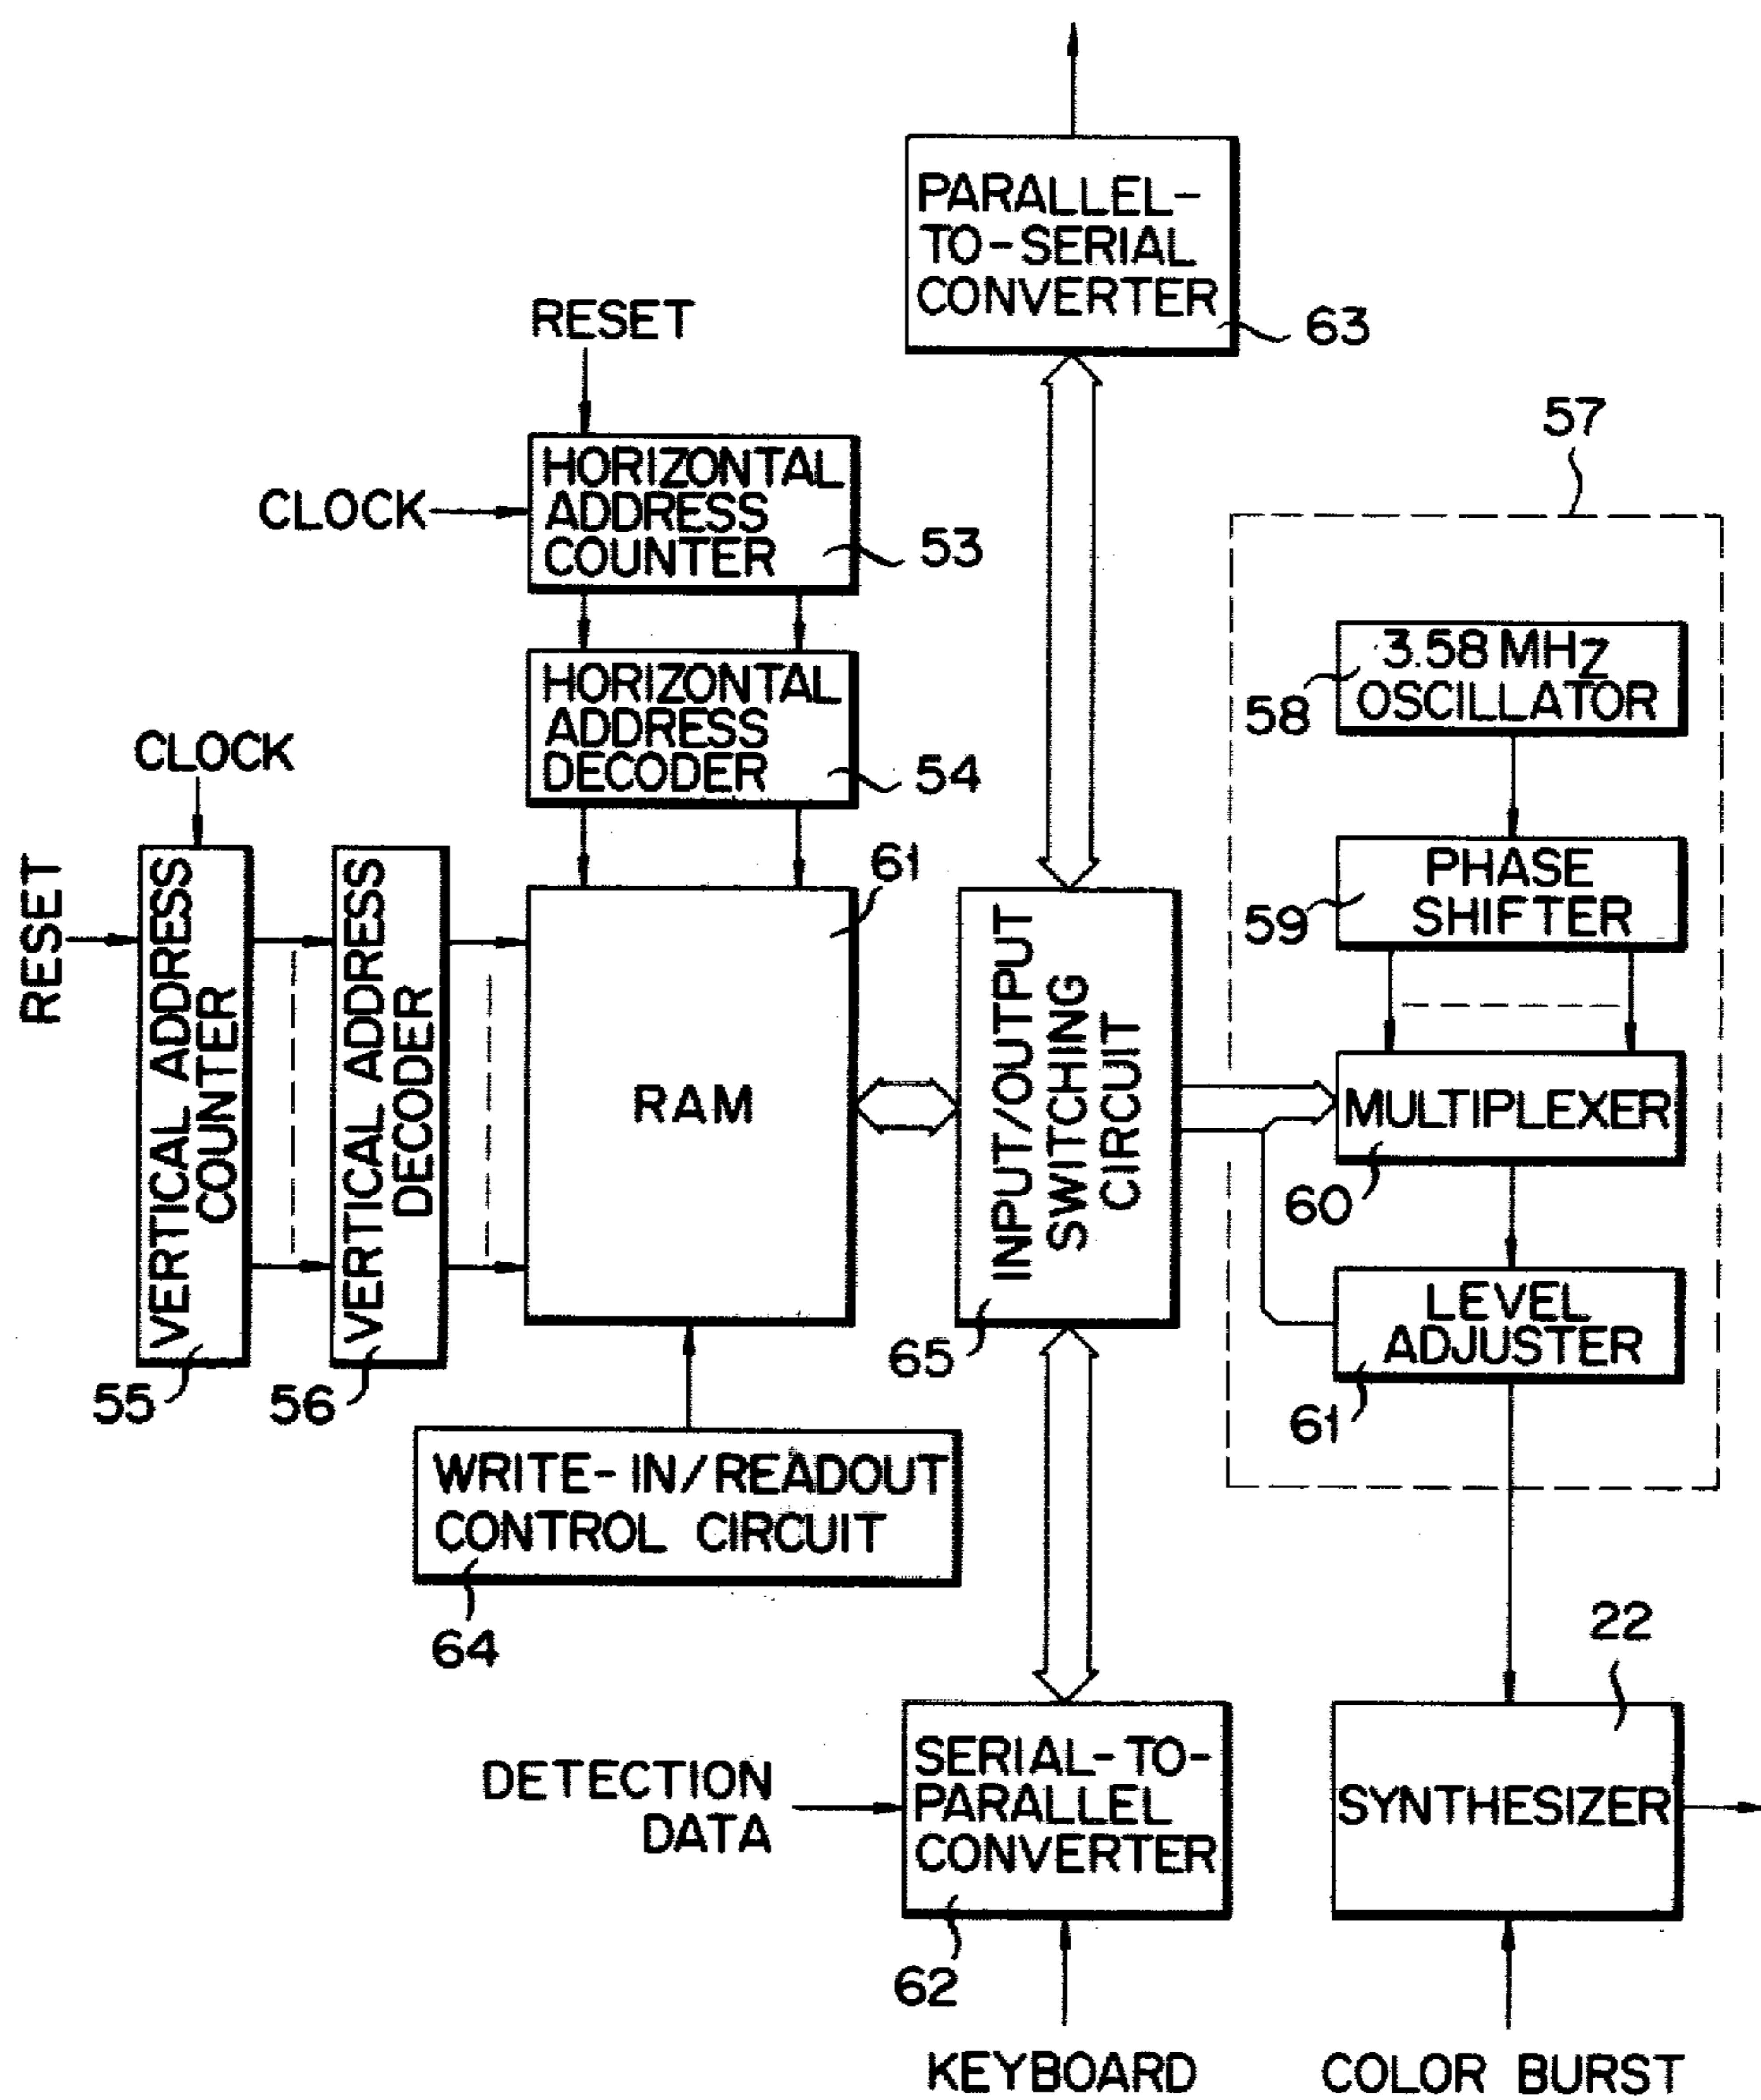 PARALLEL-
TO-SERIAL
CONVERTER
63
RESET
CLOCK
HORIZONTAL
ADDRESS
COUNTER
53
HORIZONTAL
ADDRESS
DECODER
54
57
3.58 MHz
OSCILLATOR
58
PHASE
SHIFTER
59
CLOCK
RESET
VERTICAL ADDRESS
COUNTER
55
VERTICAL ADDRESS
DECODER
56
61
RAM
INPUT/OUTPUT
SWITCHING
CIRCUIT
65
MULTIPLEXER
60
LEVEL
ADJUSTER
61
WRITE-IN/READOUT
CONTROL CIRCUIT
64
22
DETECTION
DATA
SERIAL-TO-
PARALLEL
CONVERTER
62
SYNTHESIZER
KEYBOARD
COLOR BURST